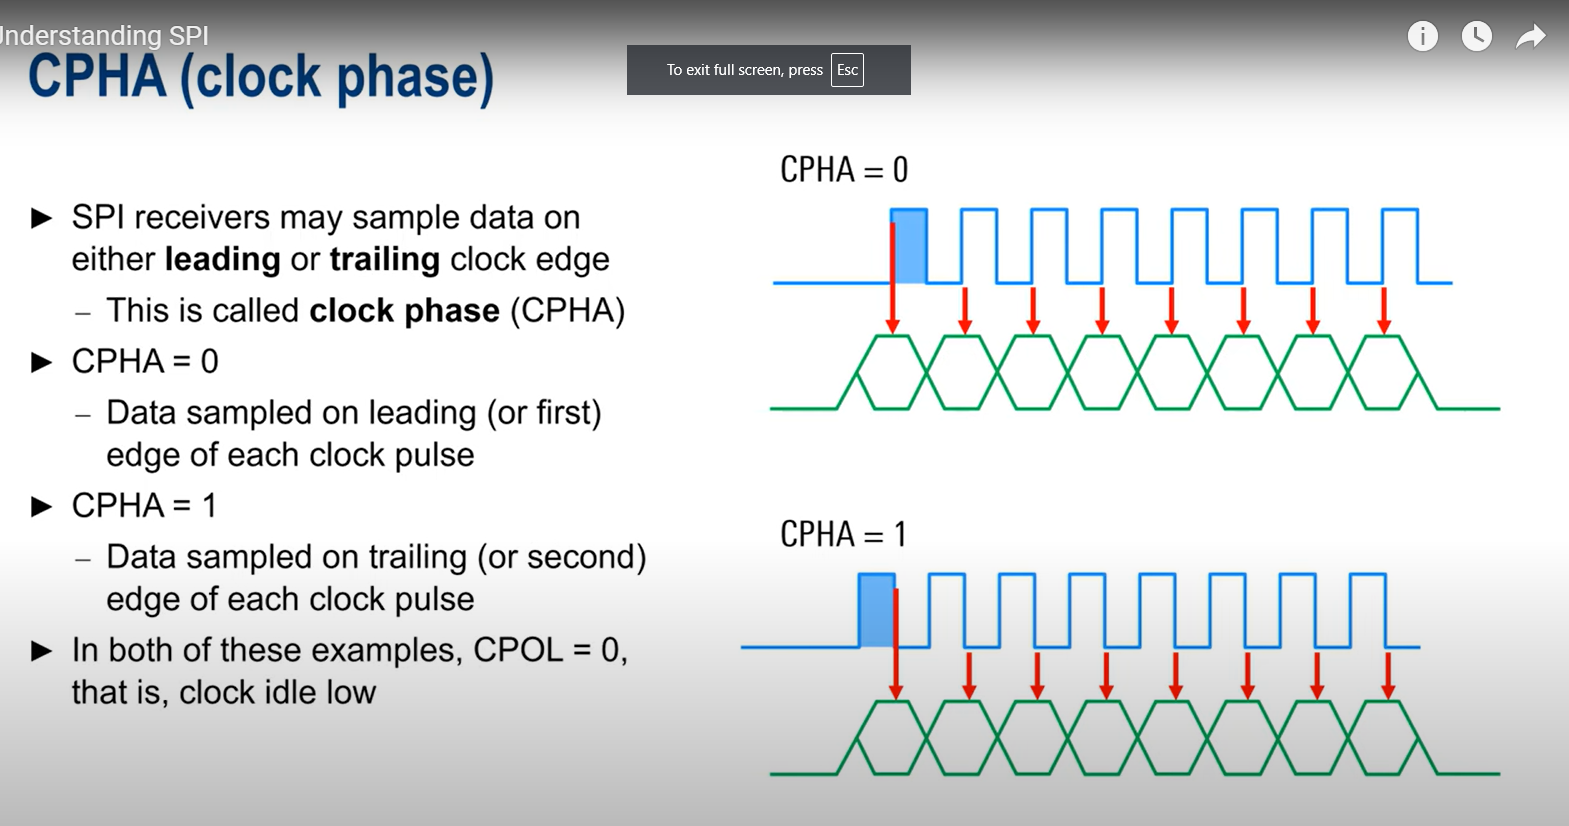 Understanding SPI
To exit full screen, press Esc
CPHA (clock phase)
► SPI receivers may sample data on
either leading or trailing clock edge
– This is called clock phase (CPHA)
► CPHA = 0
– Data sampled on leading (or first)
edge of each clock pulse
► CPHA = 1
– Data sampled on trailing (or second)
edge of each clock pulse
► In both of these examples, CPOL = 0,
that is, clock idle low
CPHA = 0
CPHA = 1